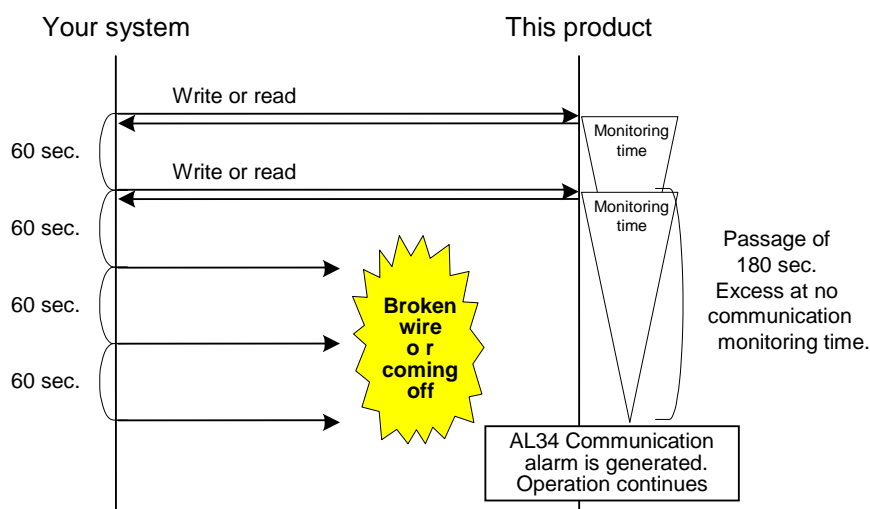 Your system
This product
Write or read
Monitoring
time
60 sec.
Write or read
Monitoring
time
60 sec.
Passage of
180 sec.
Excess at no
communication
monitoring time.
Broken
wire
o r
coming
off
60 sec.
60 sec.
AL34 Communication
alarm is generated.
Operation continues